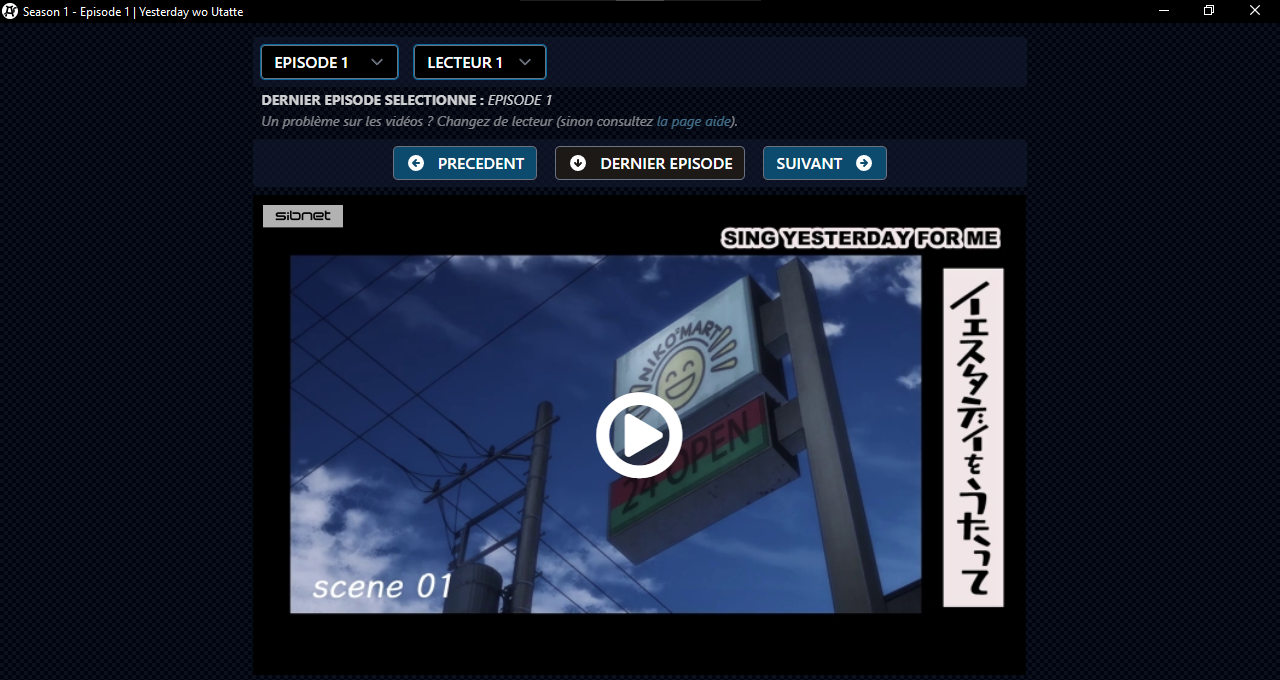 Season 1 - Episode 1 | Yesterday wo Utatte
EPISODE 1
LECTEUR 1
DERNIER EPISODE SELECTIONNE : EPISODE 1
Un problème sur les vidéos ? Changez de lecteur (sinon consultez la page aide).
PRECEDENT
DERNIER EPISODE
SUIVANT
sibnet
SING YESTERDAY FOR ME
NIKO²MART
24 OPEN
イエスタデイをうたって
scene 01